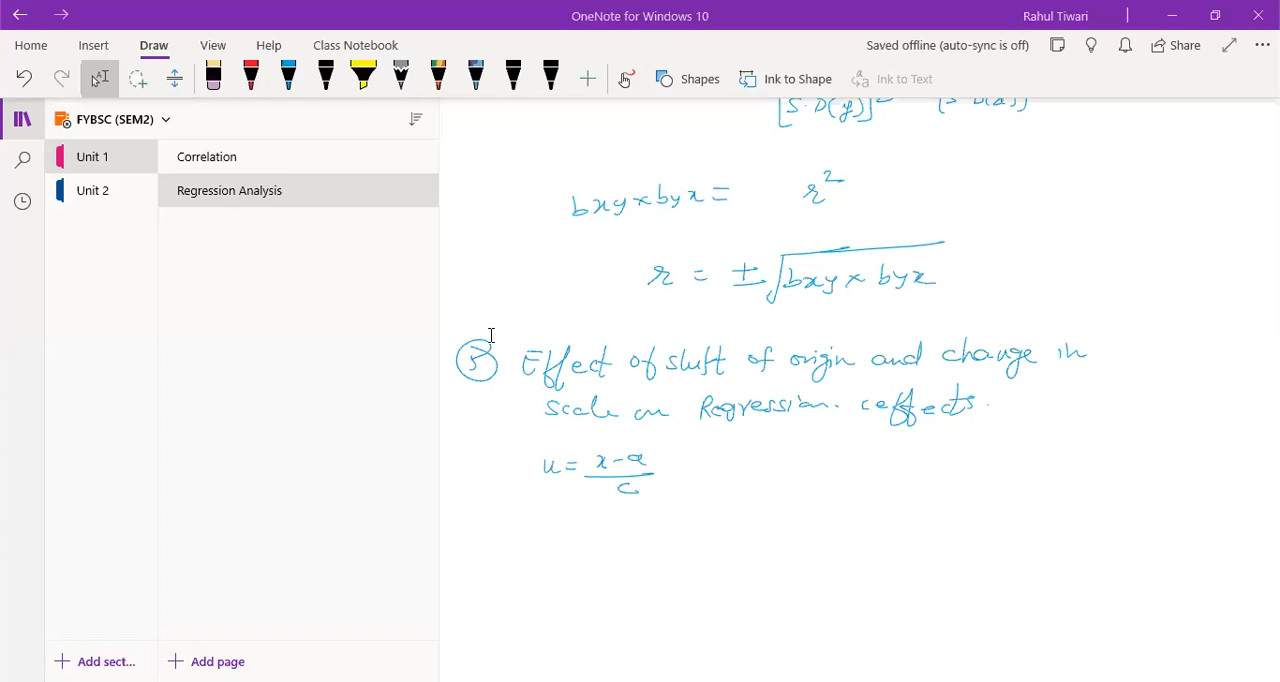 OneNote for Windows 10
Rahul Tiwari
Home Insert Draw View Help Class Notebook
Saved offline (auto-sync is off) Share
Shapes Ink to Shape Ink to Text
FYBSC (SEM2)
Unit 1
Unit 2
Correlation
Regression Analysis
Add sect...
Add page
[S.D(y)]
bxy × byx = r²
r = ±√bxy × byx
5 Effect of shift of origin and change in
scale on Regression. ceffects.
u = x-a / c